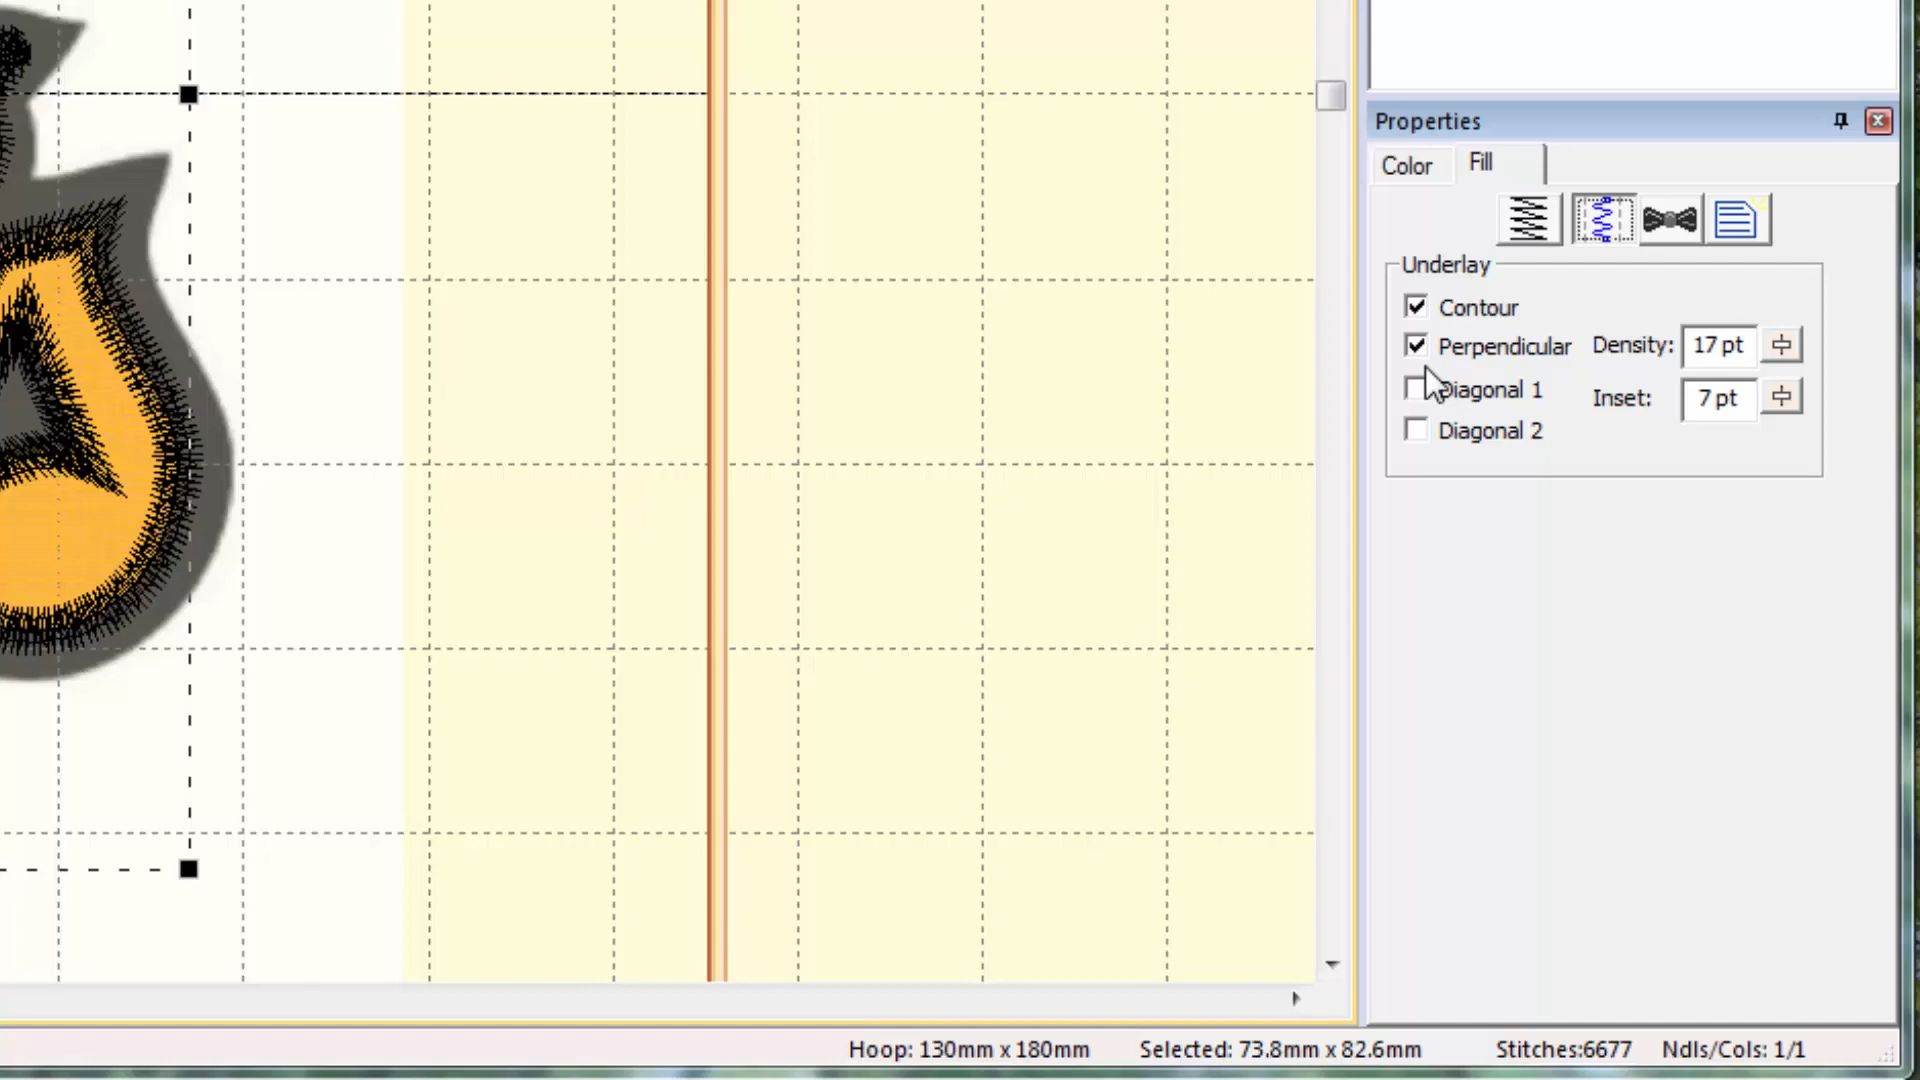 Properties
Color Fill
Underlay
Contour
Perpendicular Density: 17 pt
Diagonal 1 Inset: 7 pt
Diagonal 2
Hoop: 130mm x 180mm Selected: 73.8mm x 82.6mm Stitches:6677 Ndls/Cols: 1/1